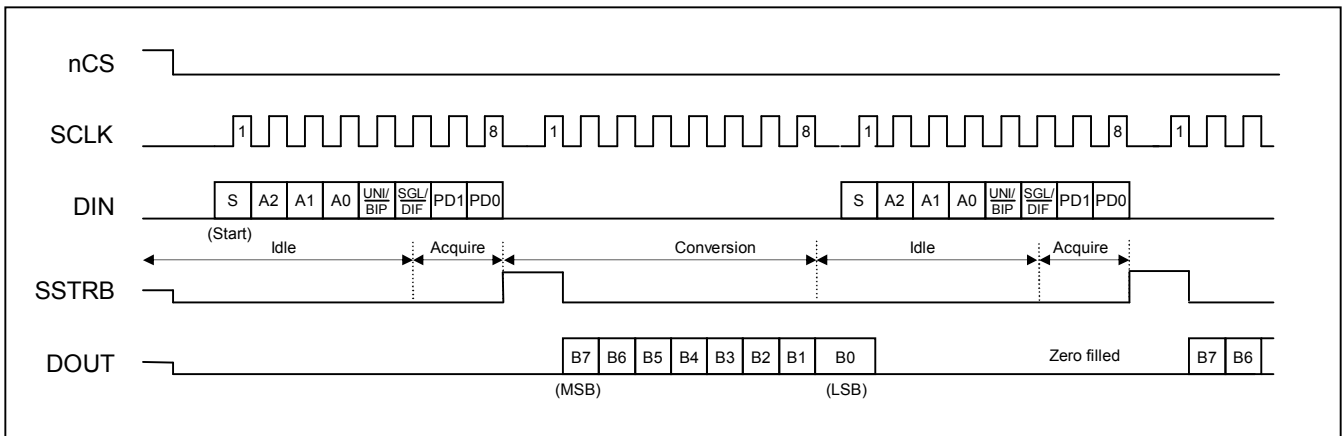 nCS
SCLK 1 8 1 8 1 8 1
DIN S A2 A1 A0 UNI/BIP SGL/DIF PD1 PD0 S A2 A1 A0 UNI/BIP SGL/DIF PD1 PD0
(Start)
Idle Acquire Conversion Idle Acquire
SSTRB
DOUT B7 B6 B5 B4 B3 B2 B1 B0 Zero filled B7 B6
(MSB) (LSB)